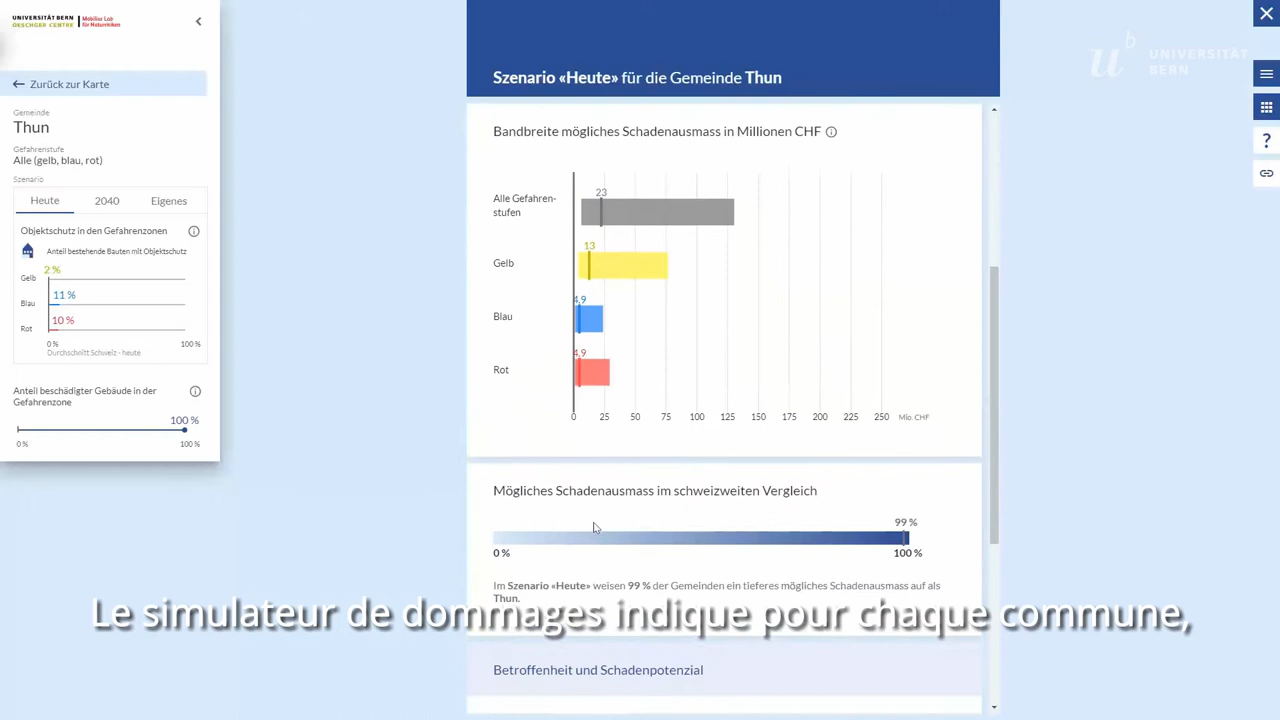 UNIVERSITÄT BERN
OESCHGER CENTRE
Mobiliar Lab
für Naturrisiken
Zurück zur Karte
Gemeinde
Thun
Gefahrenstufe
Alle (gelb, blau, rot)
Szenario
Heute 2040 Eigenes
Objektschutz in den Gefahrenzonen
Anteil bestehende Bauten mit Objektschutz
2 %
Gelb
11 %
Blau
10 %
Rot
0 % 100 %
Durchschnitt Schweiz - heute
Anteil beschädigter Gebäude in der
Gefahrenzone
100 %
0 % 100 %
Szenario «Heute» für die Gemeinde Thun
Bandbreite mögliches Schadenausmass in Millionen CHF
23
Alle Gefahren-
stufen
13
Gelb
4,9
Blau
4,9
Rot
0 25 50 75 100 125 150 175 200 225 250 Mio. CHF
Mögliches Schadenausmass im schweizweiten Vergleich
99 %
0 % 100 %
Im Szenario «Heute» weisen 99 % der Gemeinden ein tieferes mögliches Schadenausmass auf als
Thun.
Le simulateur de dommages indique pour chaque commune,
Betroffenheit und Schadenpotenzial
u b
UNIVERSITÄT
BERN
?